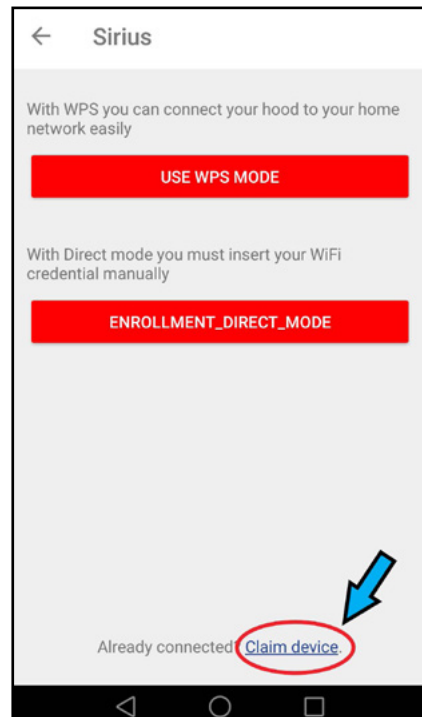 Sirius
With WPS you can connect your hood to your home
network easily
USE WPS MODE
With Direct mode you must insert your WiFi
credential manually
ENROLLMENT_DIRECT_MODE
Already connected? Claim device.